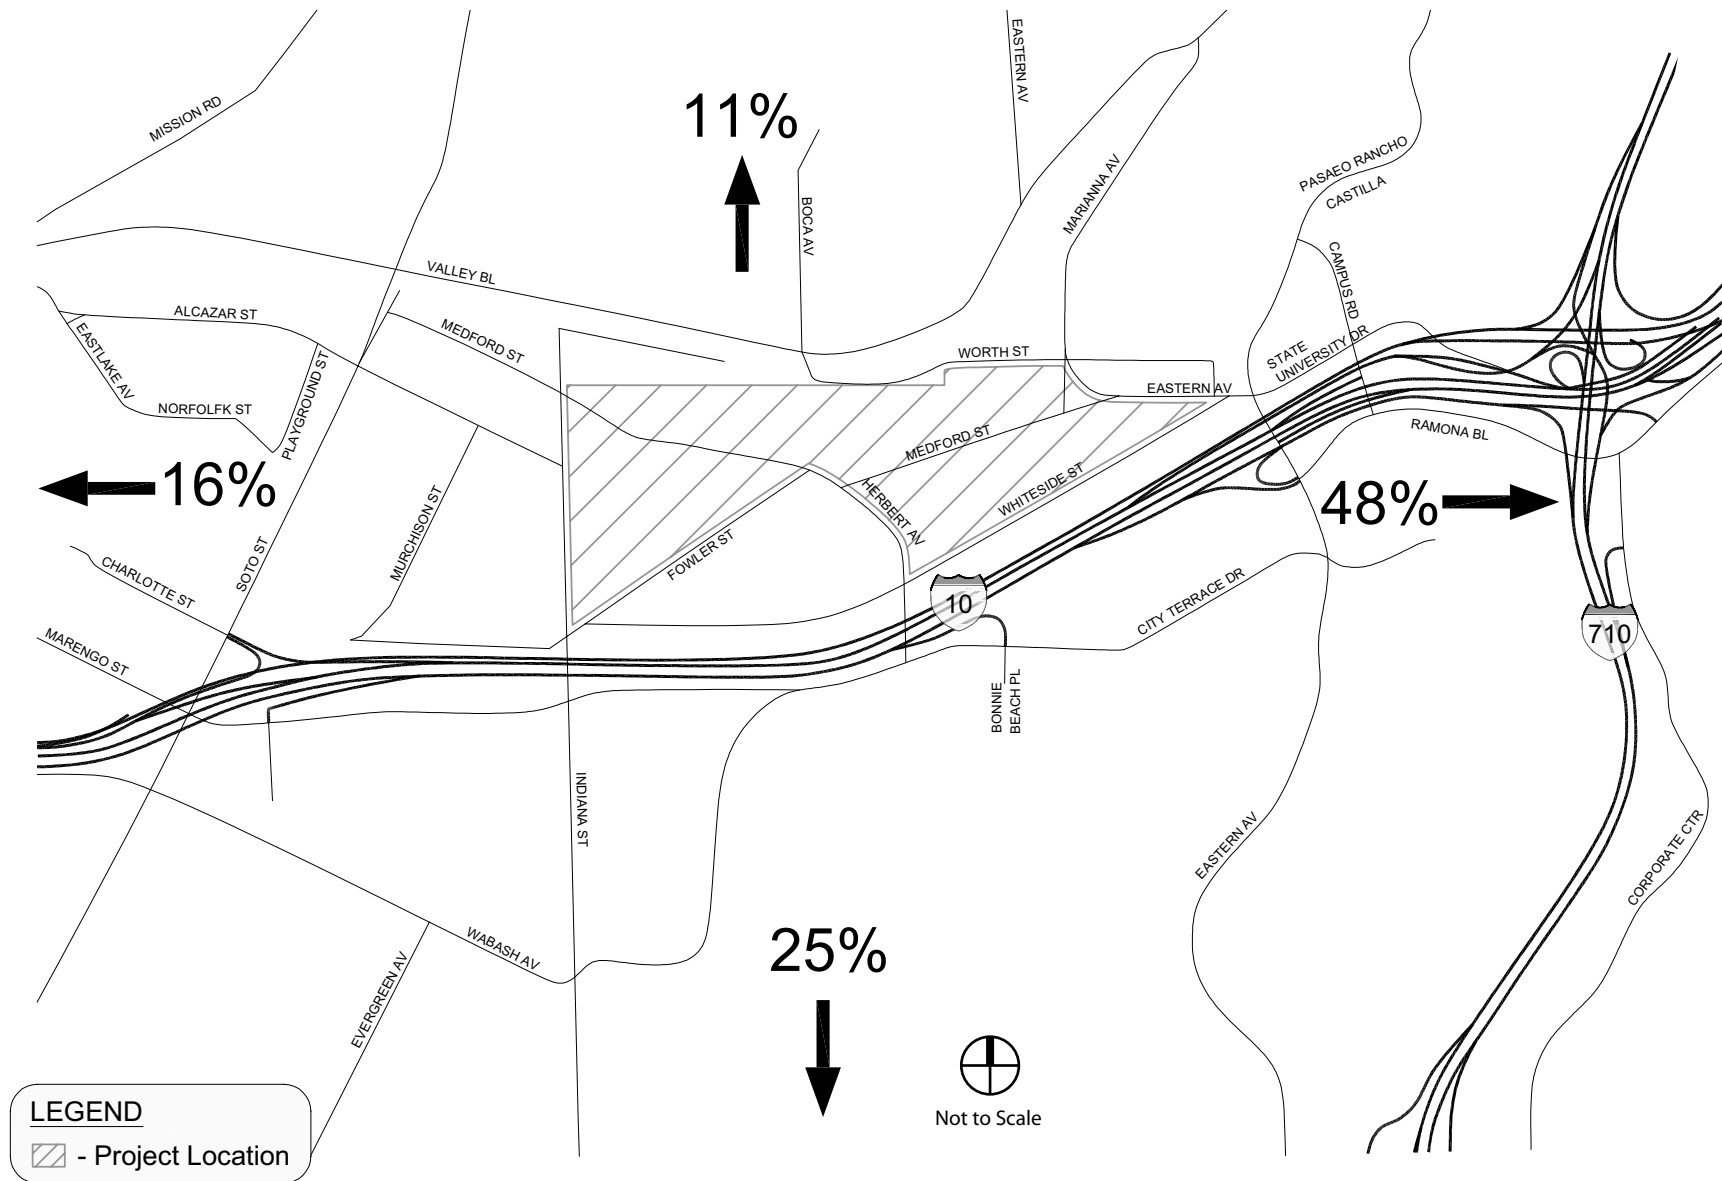 MISSION RD
11%
EASTERN AV
BOCA AV
MARIANNA AV
PASAEO RANCHO
CASTILLA
CAMPUS RD
VALLEY BL
ALCAZAR ST
MEDFORD ST
EASTLAKE AV
NORFOLFK ST
PLAYGROUND ST
WORTH ST
EASTERN AV
STATE
UNIVERSITY DR
RAMONA BL
MEDFORD ST
WHITESIDE ST
HERBERT AV
FOWLER ST
16%
48%
MURCHISON ST
SOTO ST
CHARLOTTE ST
MARENGO ST
10
CITY TERRACE DR
710
BONNIE
BEACH PL
INDIANA ST
EASTERN AV
CORPORATE CTR
WABASH AV
EVERGREEN AV
25%
Not to Scale
LEGEND
- Project Location